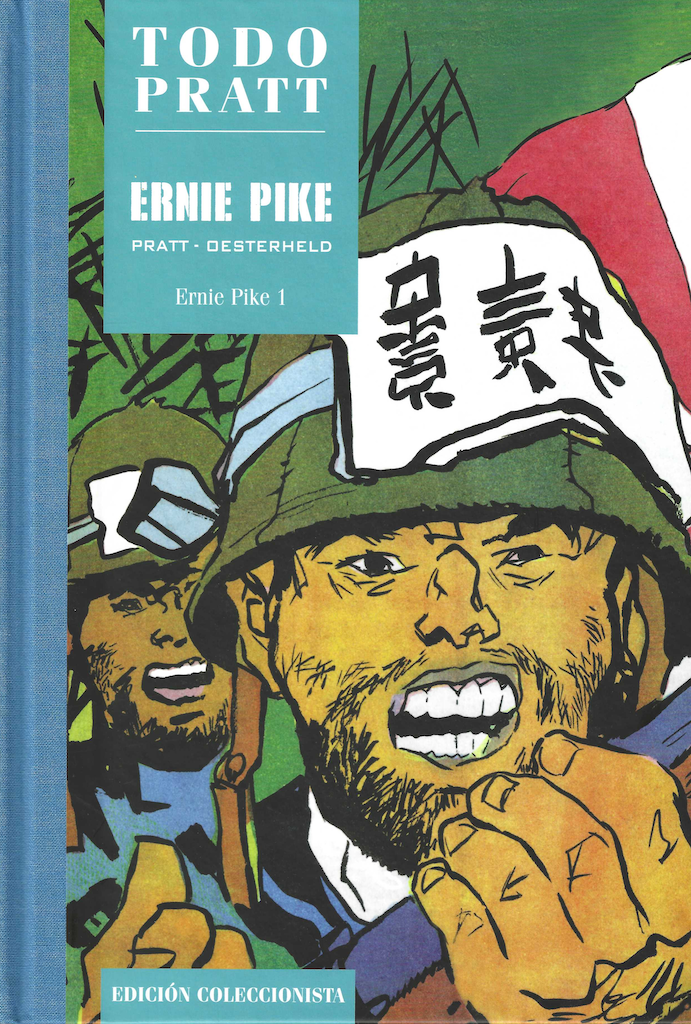 TODO
PRATT
ERNIE PIKE
PRATT - OESTERHELD
Ernie Pike 1
EDICIÓN COLECCIONISTA